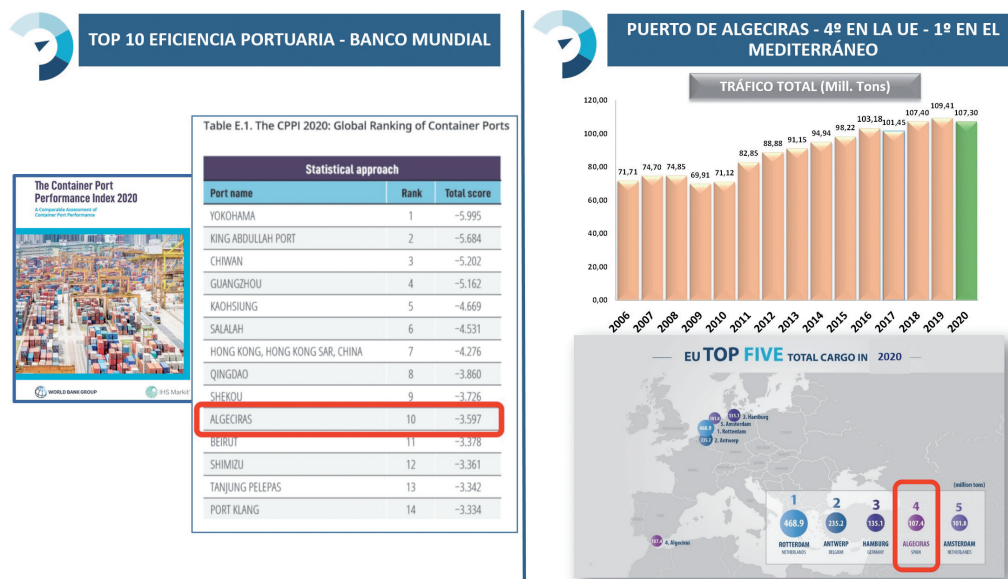 TOP 10 EFICIENCIA PORTUARIA - BANCO MUNDIAL
The Container Port
Performance Index 2020
A Comparable Assessment of
Container Port Performance
WORLD BANK GROUP
IHS Markit
Table E.1. The CPPI 2020: Global Ranking of Container Ports
Statistical approach
Port name Rank Total score
YOKOHAMA 1 −5.995
KING ABDULLAH PORT 2 −5.684
CHIWAN 3 −5.202
GUANGZHOU 4 −5.162
KAOHSIUNG 5 −4.669
SALALAH 6 −4.531
HONG KONG, HONG KONG SAR, CHINA 7 −4.276
QINGDAO 8 −3.860
SHEKOU 9 −3.726
ALGECIRAS 10 −3.597
BEIRUT 11 −3.378
SHIMIZU 12 −3.361
TANJUNG PELEPAS 13 −3.342
PORT KLANG 14 −3.334
PUERTO DE ALGECIRAS - 4º EN LA UE - 1º EN EL
MEDITERRÁNEO
TRÁFICO TOTAL (Mill. Tons)
120,00
100,00
80,00
60,00
40,00
20,00
0,00
71,71 74,70 74,85 69,91 71,12 82,85 88,88 91,15 94,94 98,22 103,18 101,45 107,40 109,41 107,30
2006 2007 2008 2009 2010 2011 2012 2013 2014 2015 2016 2017 2018 2019 2020
EU TOP FIVE TOTAL CARGO IN 2020
135.1 3. Hamburg
101.8 5. Amsterdam
468.9 1. Rotterdam
235.2 2. Antwerp
107.4 4. Algeciras
(million tons)
1 2 3 4 5
468.9 235.2 135.1 107.4 101.8
ROTTERDAM ANTWERP HAMBURG ALGECIRAS AMSTERDAM
NETHERLANDS BELGIUM GERMANY SPAIN NETHERLANDS